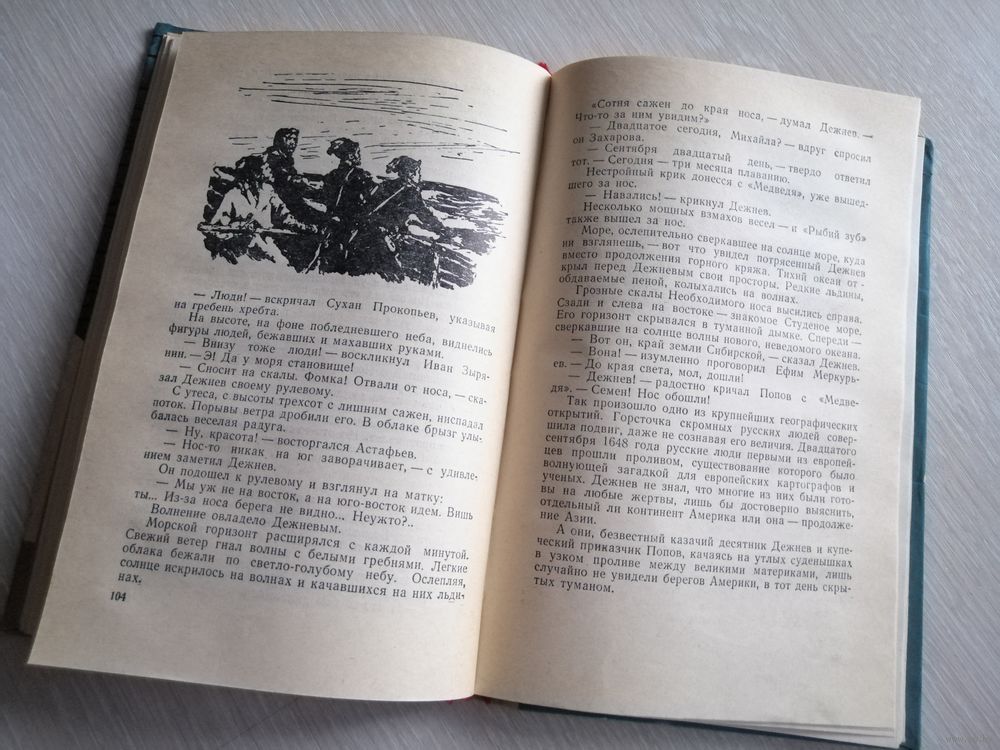 — Люди! — вскричал Сухан Прокопьев, указывая
на гребень хребта.
На высоте, на фоне побледневшего неба, виднелись
фигуры людей, бежавших и махавших руками.
— Внизу тоже люди! — воскликнул Иван Зыря-
нин. — Э! Да у моря становище!
— Сносит на скалы. Фомка! Отвали от носа, — ска-
зал Дежнев своему рулевому.
С утеса, с высоты трехсот с лишним сажен, ниспадал
поток. Порывы ветра дробили его. В облаке брызг улы-
балась веселая радуга.
— Ну, красота! — восторгался Астафьев.
— Нос-то никак на юг заворачивает, — с удивле-
нием заметил Дежнев.
Он подошел к рулевому и взглянул на матку:
— Мы уж не на восток, а на юго-восток идем. Вишь
ты... Из-за носа берега не видно... Неужто?..
Волнение овладело Дежневым.
Морской горизонт расширялся с каждой минутой.
Свежий ветер гнал волны с белыми гребнями. Легкие
облака бежали по светло-голубому небу. Ослепляя,
солнце искрилось на волнах и качавшихся на них льди-
нах.
104
«Сотня сажен до края носа, — думал Дежнев. —
Что-то за ним увидим?»
— Двадцатое сегодня, Михайла? — вдруг спросил
он Захарова.
— Сентября двадцатый день, — твердо ответил
тот. — Сегодня — три месяца плаванию.
Нестройный крик донесся с «Медведя», уже вышед-
шего за нос.
— Навались! — крикнул Дежнев.
Несколько мощных взмахов весел — и «Рыбий зуб»
также вышел за нос.
Море, ослепительно сверкавшее на солнце море, куда
ни взглянешь, — вот что увидел потрясенный Дежнев
вместо продолжения горного кряжа. Тихий океан от-
крыл перед Дежневым свои просторы. Редкие льдины,
обдаваемые пеной, колыхались на волнах.
Грозные скалы Необходимого носа высились справа.
Сзади и слева на востоке — знакомое Студеное море.
Его горизонт скрывался в туманной дымке. Спереди —
сверкавшие на солнце волны нового, неведомого океана.
— Вот он, край земли Сибирской, — сказал Дежнев.
— Вона! — изумленно проговорил Ефим Меркурь-
ев. — До края света, мол, дошли!
— Дежнев! — радостно кричал Попов с «Медве-
дя». — Семен! Нос обошли!
Так произошло одно из крупнейших географических
открытий. Горсточка скромных русских людей совер-
шила подвиг, даже не сознавая его величия. Двадцатого
сентября 1648 года русские люди первыми из европей-
цев прошли проливом, существование которого было
волнующей загадкой для европейских картографов и
ученых. Дежнев не знал, что многие из них были гото-
вы на любые жертвы, лишь бы достоверно выяснить,
отдельный ли континент Америка или она — продолже-
ние Азии.
А они, безвестный казачий десятник Дежнев и купе-
ческий приказчик Попов, качаясь на утлых суденышках
в узком проливе между великими материками, лишь
случайно не увидели берегов Америки, в тот день скры-
тых туманом.